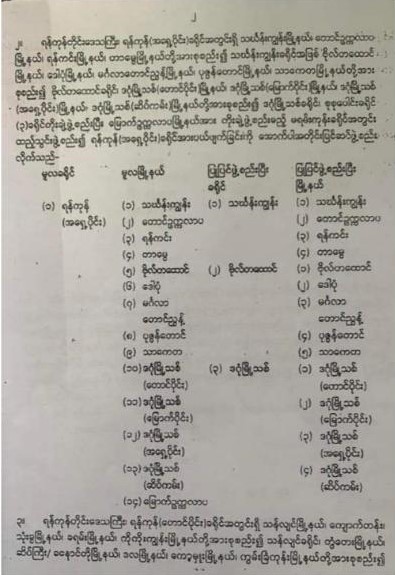 ၂
၂။ ရန်ကုန်တိုင်းဒေသကြီး၊ ရန်ကုန်(အရှေ့ပိုင်း)ခရိုင်အတွင်းရှိ သင်္ဃန်းကျွန်းမြို့နယ်၊ တောင်ဥက္ကလာပ
မြို့နယ်၊ ရန်ကင်းမြို့နယ်၊ တာမွေမြို့နယ်တို့အားစုစည်း၍ သင်္ဃန်းကျွန်းခရိုင်အဖြစ် ဗိုလ်တထောင်
မြို့နယ်၊ ဒေါပုံမြို့နယ်၊ မင်္ဂလာတောင်ညွန့်မြို့နယ်၊ ပုဇွန်တောင်မြို့နယ်၊ သာကေတမြို့နယ်တို့အား
စုစည်း၍ ဗိုလ်တထောင်ခရိုင်၊ ဒဂုံမြို့သစ်(တောင်ပိုင်း)မြို့နယ်၊ ဒဂုံမြို့သစ်(မြောက်ပိုင်း)မြို့နယ်၊ ဒဂုံမြို့သစ်
(အရှေ့ပိုင်း)မြို့နယ်၊ ဒဂုံမြို့သစ်(ဆိပ်ကမ်း)မြို့နယ်တို့အားစုစည်း၍ ဒဂုံမြို့သစ်ခရိုင်၊ စုစုပေါင်းခရိုင်
(၃)ခရိုင်တိုးချဲ့ဖွဲ့စည်းပြီး မြောက်ဥက္ကလာပမြို့နယ်အား တိုးချဲ့ဖွဲ့စည်းမည့် မရမ်းကုန်းခရိုင်အတွင်း
ထည့်သွင်းဖွဲ့စည်း၍ ရန်ကုန်(အရှေ့ပိုင်း)ခရိုင်အားပယ်ဖျက်ခြင်းကို အောက်ပါအတိုင်းပြင်ဆင်ဖွဲ့စည်း
လိုက်သည်-
မူလခရိုင် မူလမြို့နယ် ပြုပြင်ဖွဲ့စည်းပြီး ပြုပြင်ဖွဲ့စည်းပြီး
ခရိုင် မြို့နယ်
(၁) ရန်ကုန် (၁) သင်္ဃန်းကျွန်း (၁) သင်္ဃန်းကျွန်း (၁) သင်္ဃန်းကျွန်း
(အရှေ့ပိုင်း) (၂) တောင်ဥက္ကလာပ (၂) တောင်ဥက္ကလာပ
(၃) ရန်ကင်း (၃) ရန်ကင်း
(၄) တာမွေ (၄) တာမွေ
(၅) ဗိုလ်တထောင် (၂) ဗိုလ်တထောင် (၁) ဗိုလ်တထောင်
(၆) ဒေါပုံ (၂) ဒေါပုံ
(၇) မင်္ဂလာ (၃) မင်္ဂလာ
တောင်ညွန့် တောင်ညွန့်
(၈) ပုဇွန်တောင် (၄) ပုဇွန်တောင်
(၉) သာကေတ (၅) သာကေတ
(၁၀) ဒဂုံမြို့သစ် (၃) ဒဂုံမြို့သစ် (၁) ဒဂုံမြို့သစ်
(တောင်ပိုင်း) (တောင်ပိုင်း)
(၁၁) ဒဂုံမြို့သစ် (၂) ဒဂုံမြို့သစ်
(မြောက်ပိုင်း) (မြောက်ပိုင်း)
(၁၂) ဒဂုံမြို့သစ် (၃) ဒဂုံမြို့သစ်
(အရှေ့ပိုင်း) (အရှေ့ပိုင်း)
(၁၃) ဒဂုံမြို့သစ် (၄) ဒဂုံမြို့သစ်
(ဆိပ်ကမ်း) (ဆိပ်ကမ်း)
(၁၄) မြောက်ဥက္ကလာပ
၃။ ရန်ကုန်တိုင်းဒေသကြီး၊ ရန်ကုန်(တောင်ပိုင်း)ခရိုင်အတွင်းရှိ သန်လျင်မြို့နယ်၊ ကျောက်တန်း
သုံးခွမြို့နယ်၊ ခရမ်းမြို့နယ်၊ ကိုကိုးကျွန်းမြို့နယ်တို့အားစုစည်း၍ သန်လျင်ခရိုင်၊ တွံတေးမြို့နယ်၊
ဆိပ်ကြီး/ ခနောင်တိုမြို့နယ်၊ ဒလမြို့နယ်၊ ကော့မှူးမြို့နယ်၊ ကွမ်းခြံကုန်းမြို့နယ်တို့အားစုစည်း၍